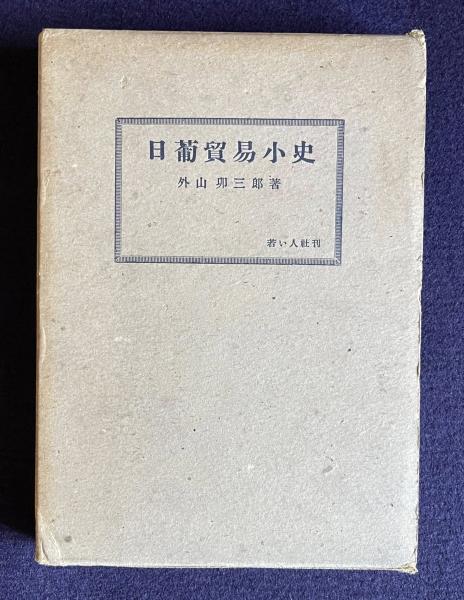 日葡貿易小史
外山卯三郎著
若い人社刊